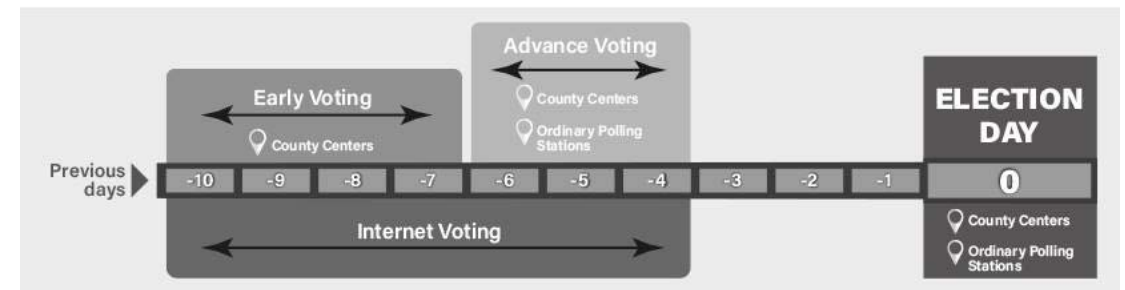 Advance Voting
County Centers
Ordinary Polling
Stations
Early Voting
County Centers
ELECTION
DAY
Previous
days
-10 -9 -8 -7 -6 -5 -4 -3 -2 -1 0
Internet Voting
County Centers
Ordinary Polling
Stations